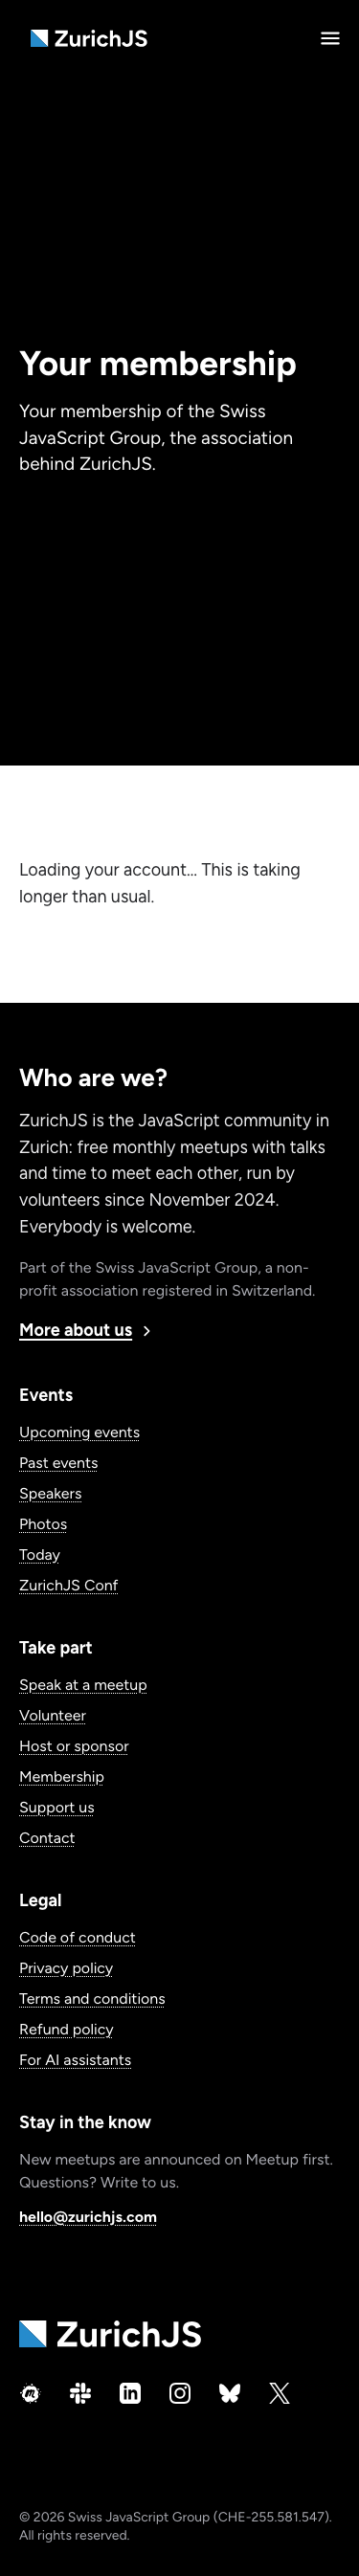 ZurichJS
Your membership
Your membership of the Swiss
JavaScript Group, the association
behind ZurichJS.
Loading your account... This is taking
longer than usual.
Who are we?
ZurichJS is the JavaScript community in
Zurich: free monthly meetups with talks
and time to meet each other, run by
volunteers since November 2024.
Everybody is welcome.
Part of the Swiss JavaScript Group, a non-
profit association registered in Switzerland.
More about us
Events
Upcoming events
Past events
Speakers
Photos
Today
ZurichJS Conf
Take part
Speak at a meetup
Volunteer
Host or sponsor
Membership
Support us
Contact
Legal
Code of conduct
Privacy policy
Terms and conditions
Refund policy
For AI assistants
Stay in the know
New meetups are announced on Meetup first.
Questions? Write to us.
hello@zurichjs.com
ZurichJS
© 2026 Swiss JavaScript Group (CHE-255.581.547).
All rights reserved.